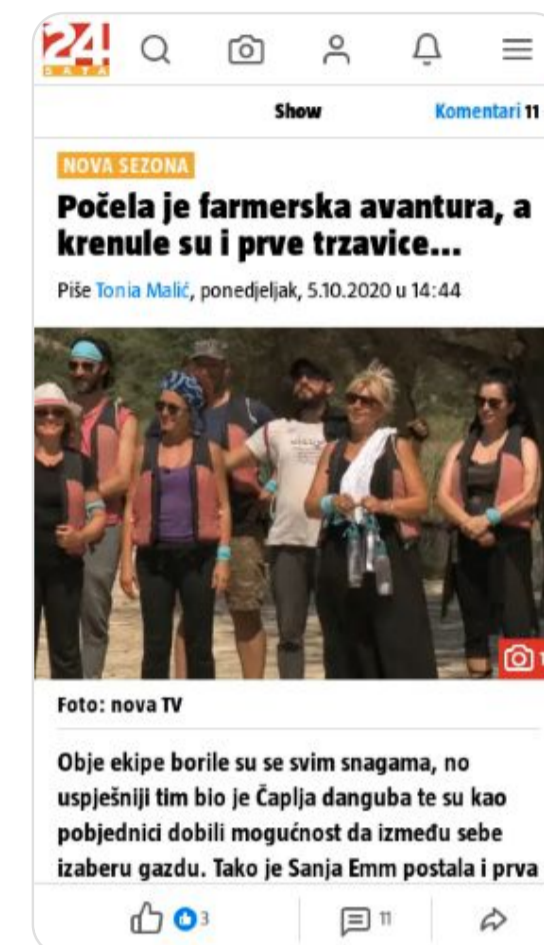 24
SATA
Show
Komentari 11
NOVA SEZONA
Počela je farmerska avantura, a
krenule su i prve trzavice...
Piše Tonia Malić, ponedjeljak, 5.10.2020 u 14:44
Foto: nova TV
Obje ekipe borile su se svim snagama, no
uspješniji tim bio je Čaplja danguba te su kao
pobjednici dobili mogućnost da između sebe
izaberu gazdu. Tako je Sanja Emm postala i prva
3
11